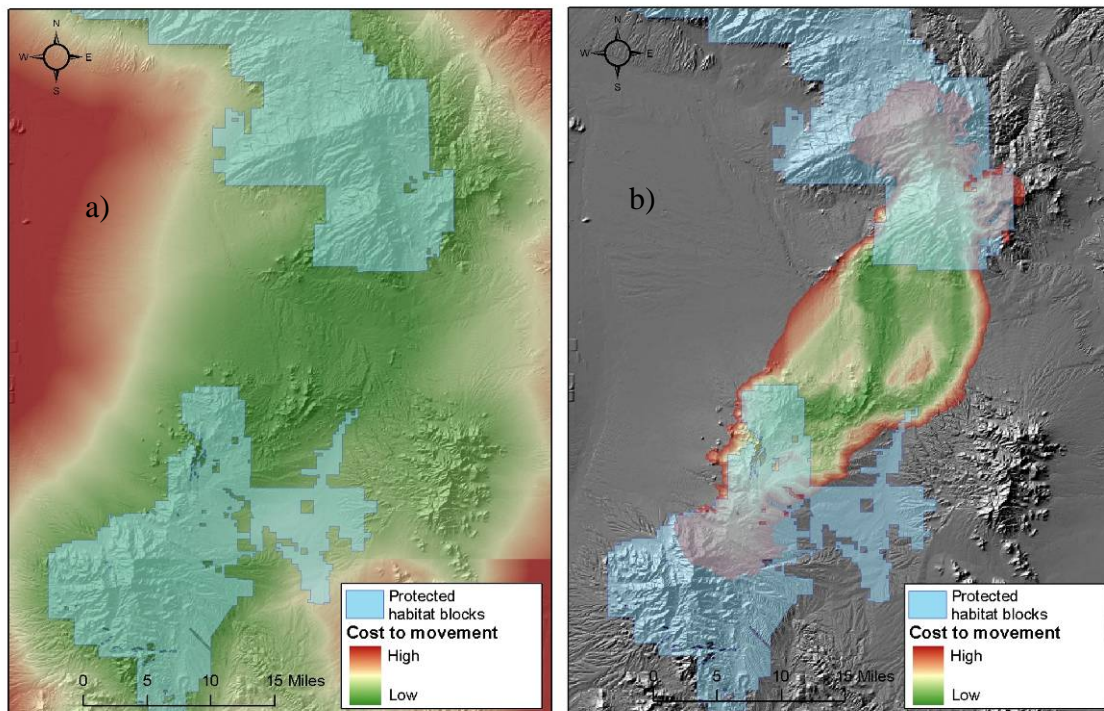 N
W E
S
a)
Protected
habitat blocks
Cost to movement
High
Low
0 5 10 15 Miles
N
W E
S
b)
Protected
habitat blocks
Cost to movement
High
Low
0 5 10 15 Miles